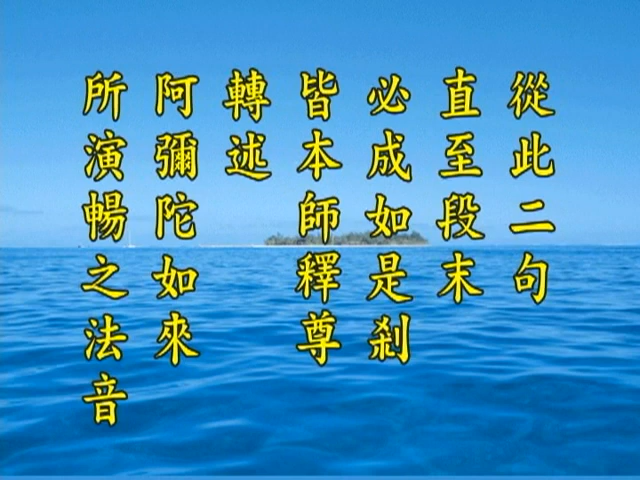 從此二句
直至段末
必成如是剎
皆本師釋尊
轉述
阿彌陀如來
所演暢之法音